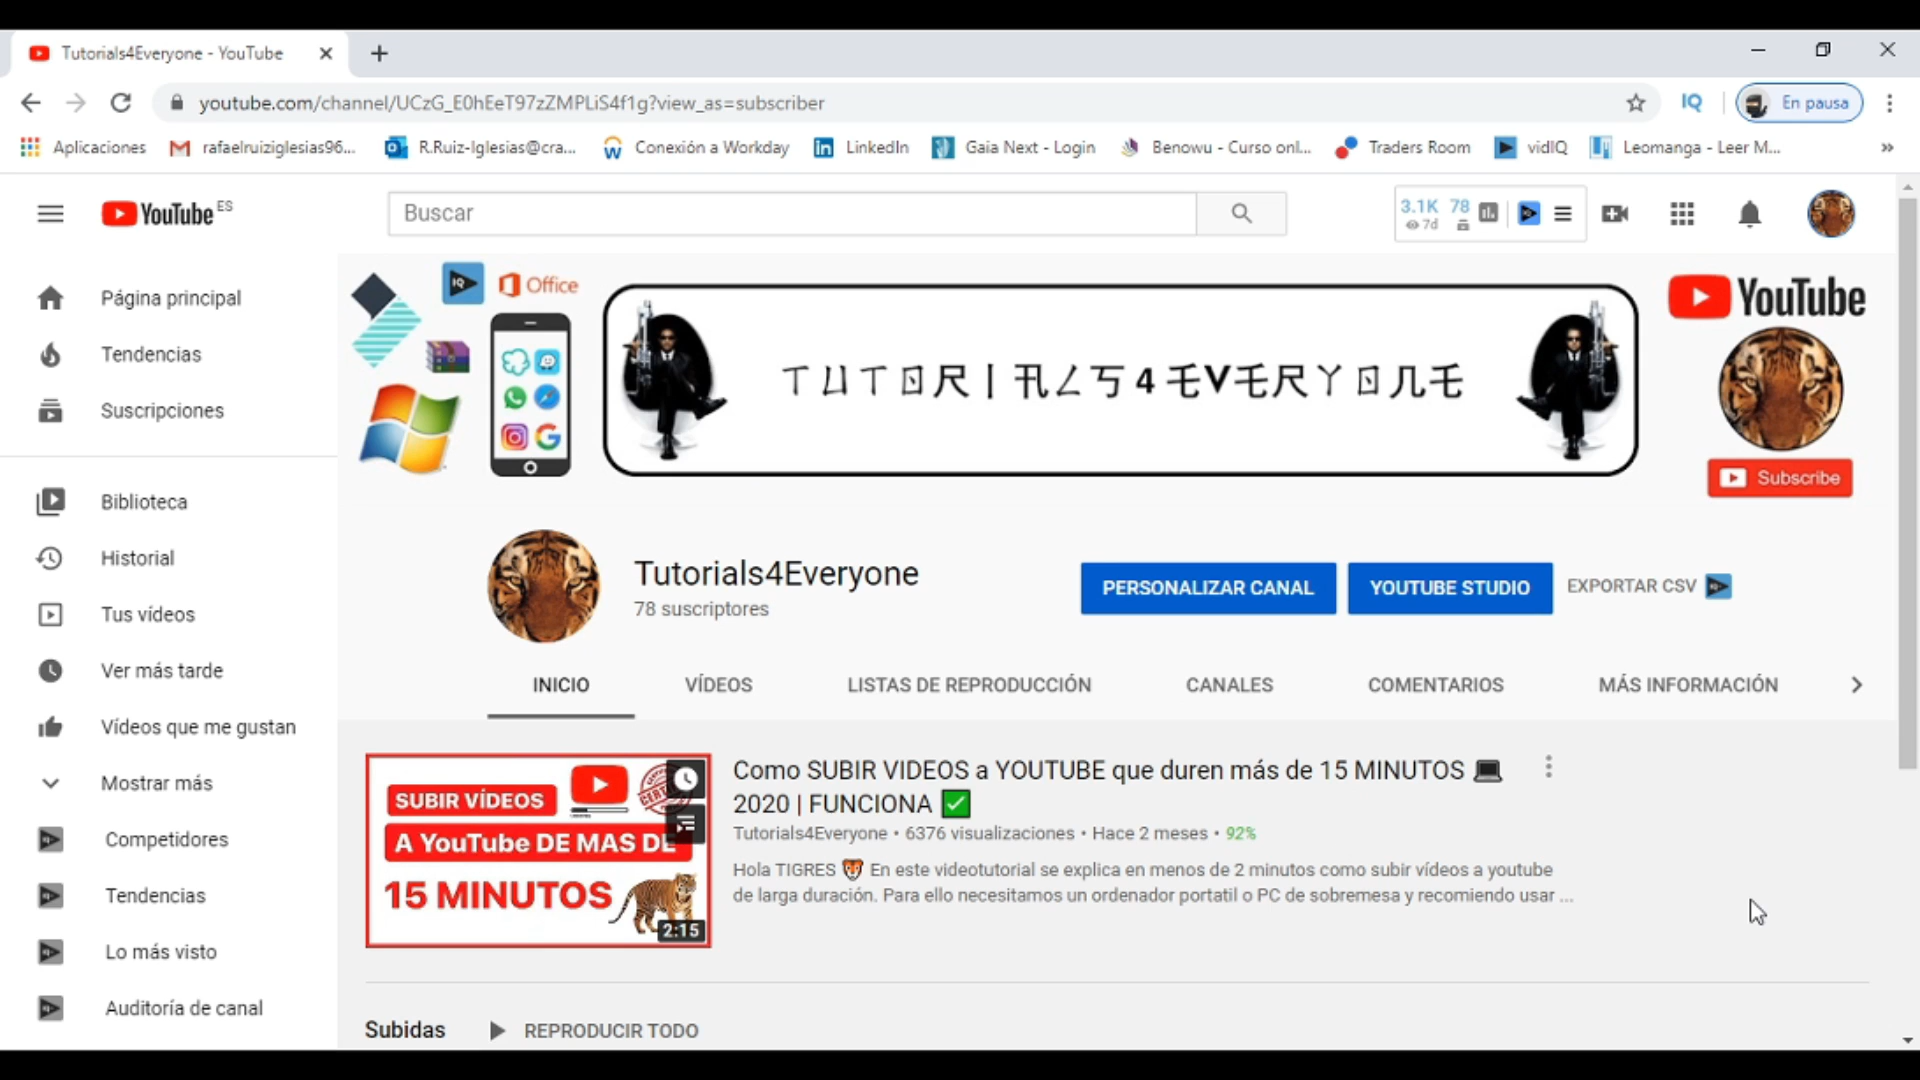 Tutorials4Everyone - YouTube
youtube.com/channel/UCzG_E0hEeT97zZMPLiS4f1g?view_as=subscriber
IQ
En pausa
Aplicaciones
rafaelruiziglesias96...
R.Ruiz-Iglesias@cra...
Conexión a Workday
LinkedIn
Gaia Next - Login
Benowu - Curso onl...
Traders Room
vidIQ
Leomanga - Leer M...
YouTube ES
Buscar
3.1K 78
7d
Página principal
Tendencias
Suscripciones
Biblioteca
Historial
Tus vídeos
Ver más tarde
Vídeos que me gustan
Mostrar más
Competidores
Tendencias
Lo más visto
Auditoría de canal
IQ
Office
YouTube
Subscribe
Tutorials4Everyone
78 suscriptores
PERSONALIZAR CANAL
YOUTUBE STUDIO
EXPORTAR CSV
INICIO
VÍDEOS
LISTAS DE REPRODUCCIÓN
CANALES
COMENTARIOS
MÁS INFORMACIÓN
SUBIR VÍDEOS
A YouTube DE MAS DE
15 MINUTOS
2:15
Como SUBIR VIDEOS a YOUTUBE que duren más de 15 MINUTOS 💻
2020 | FUNCIONA ✅
Tutorials4Everyone • 6376 visualizaciones • Hace 2 meses • 92%
Hola TIGRES 🐯 En este videotutorial se explica en menos de 2 minutos como subir vídeos a youtube
de larga duración. Para ello necesitamos un ordenador portatil o PC de sobremesa y recomiendo usar ...
Subidas
REPRODUCIR TODO